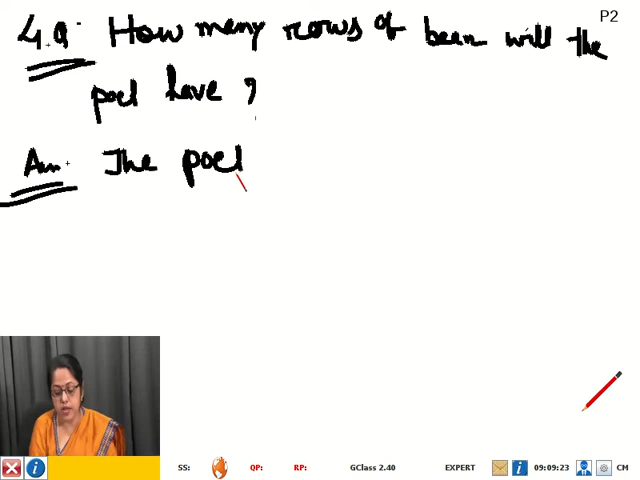 P2
4.Q. How many rows of bean will the
poet have ?
Ans. The poet
SS: QP: RP: GClass 2.40 EXPERT 09:09:23 CM